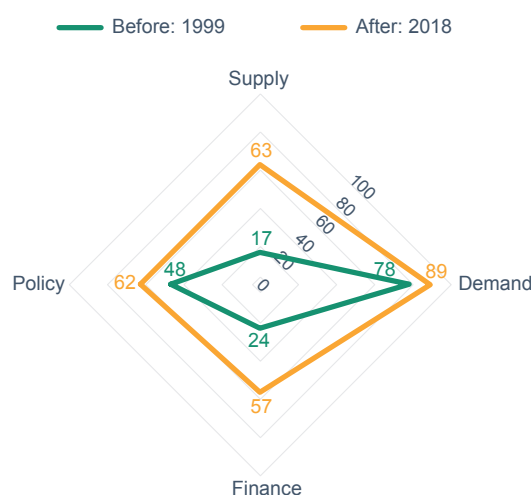 Before: 1999
After: 2018
Supply
63
100
80
60
40
20
0
17
48
78
62
89
Policy
Demand
24
57
Finance